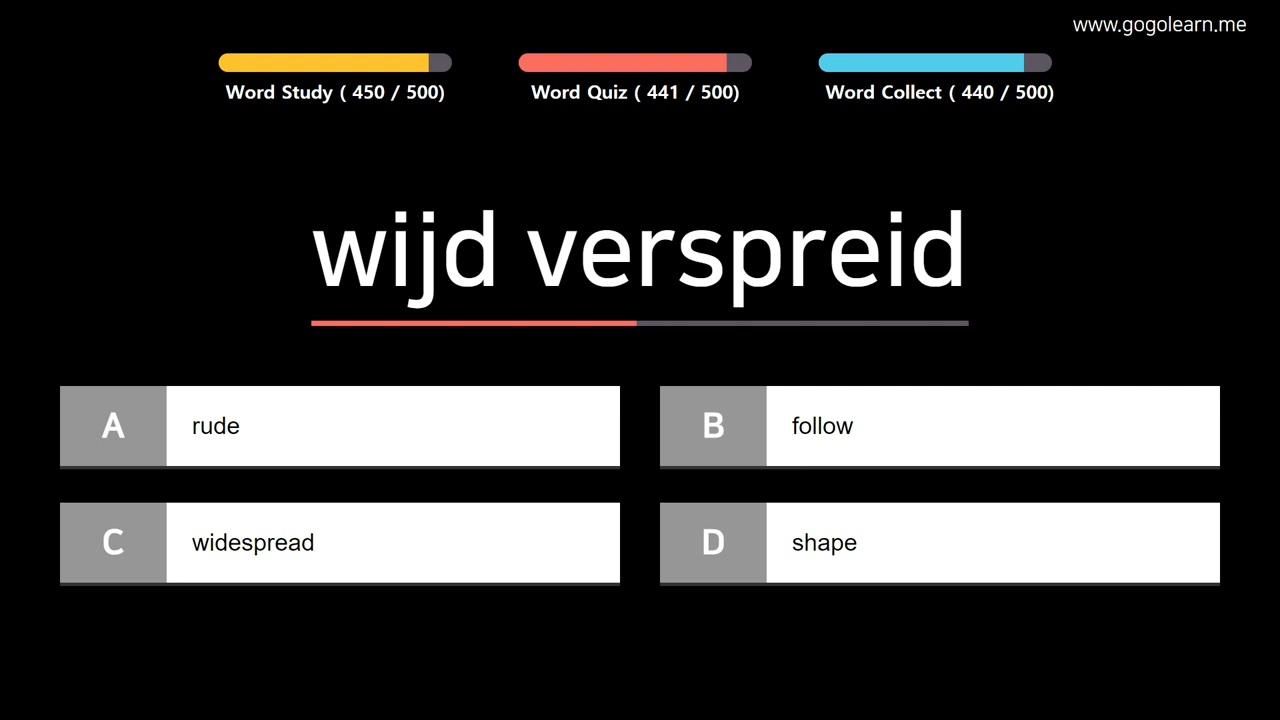 www.gogolearn.me
Word Study ( 450 / 500)
Word Quiz ( 441 / 500)
Word Collect ( 440 / 500)
wijd verspreid
A rude
B follow
C widespread
D shape